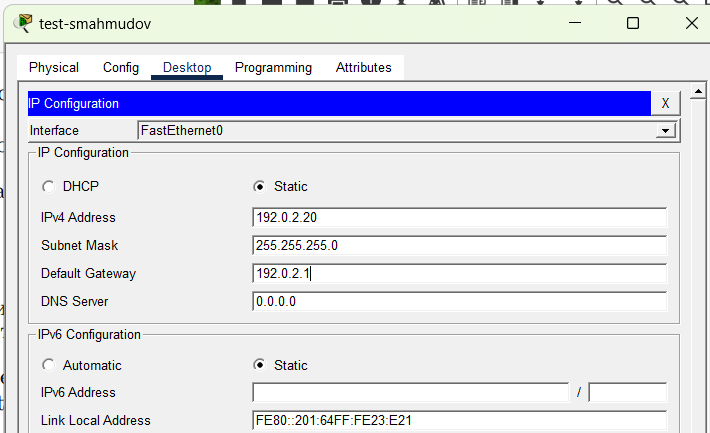 test-smahmudov
Physical Config Desktop Programming Attributes
IP Configuration X
Interface FastEthernet0
IP Configuration
DHCP Static
IPv4 Address 192.0.2.20
Subnet Mask 255.255.255.0
Default Gateway 192.0.2.1
DNS Server 0.0.0.0
IPv6 Configuration
Automatic Static
IPv6 Address /
Link Local Address FE80::201:64FF:FE23:E21